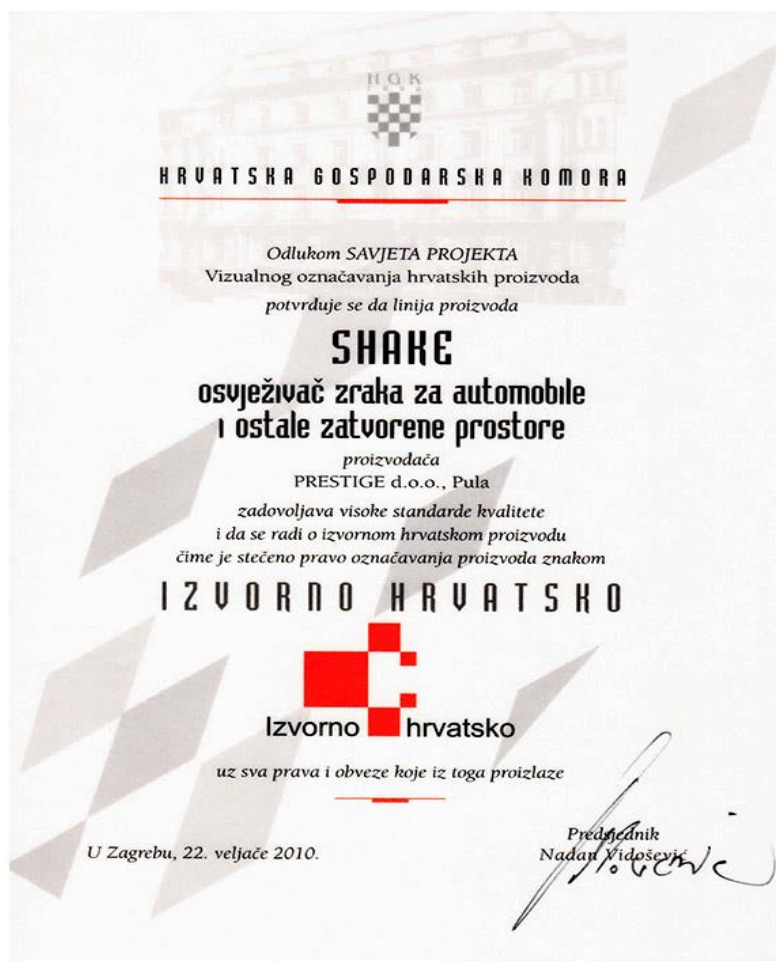 HGK
HRVATSKA GOSPODARSKA KOMORA
Odlukom SAVJETA PROJEKTA
Vizualnog označavanja hrvatskih proizvoda
potvrđuje se da linija proizvoda
SHAKE
osvježivač zraka za automobile
i ostale zatvorene prostore
proizvođača
PRESTIGE d.o.o., Pula
zadovoljava visoke standarde kvalitete
i da se radi o izvornom hrvatskom proizvodu
čime je stečeno pravo označavanja proizvoda znakom
IZVORNO HRVATSKO
Izvorno hrvatsko
uz sva prava i obveze koje iz toga proizlaze
U Zagrebu, 22. veljače 2010.
Predsjednik
Nadan Vidošević